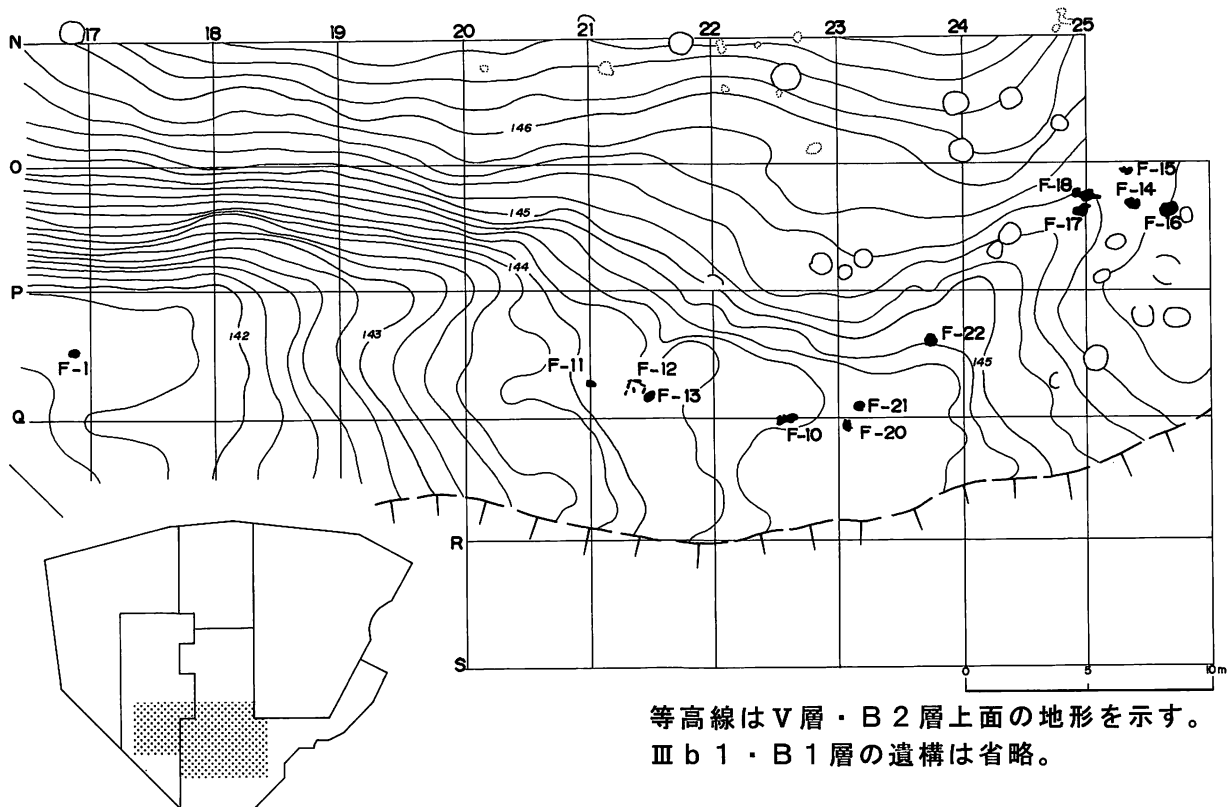 17 18 19 20 21 22 23 24 25
N
146
O
F-15
F-18 F-14
145
F-17 F-16
144
P
142 143
F-22
F-1 F-11 F-12 145
F-13
F-21
Q
F-10 F-20
R
S
0 5 10m
等高線はⅤ層・B2層上面の地形を示す。
Ⅲb1・B1層の遺構は省略。